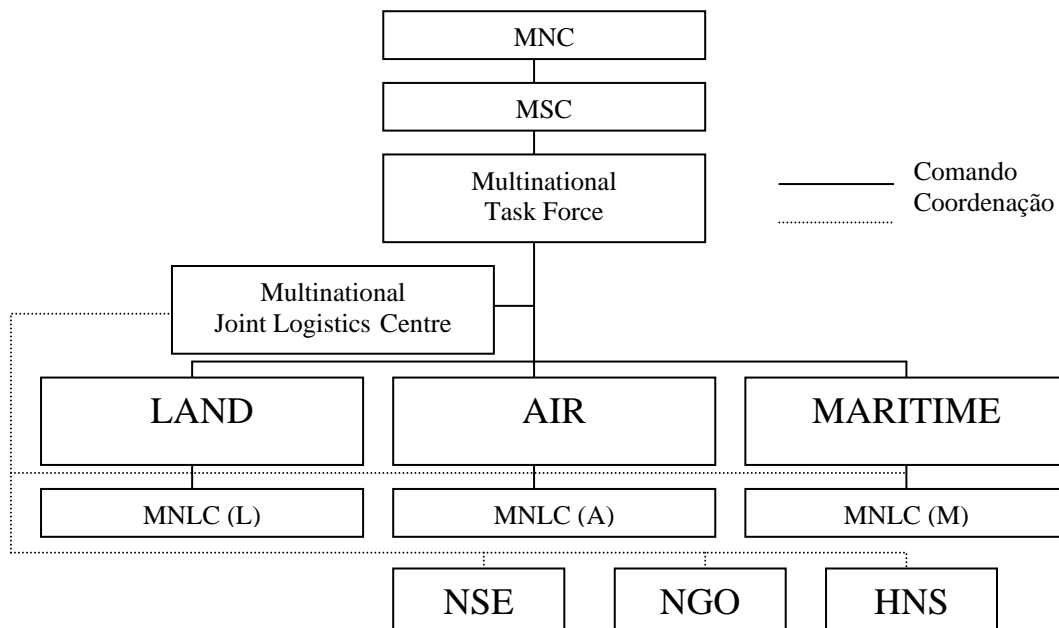 MNC
MSC
Multinational
Task Force
Comando
Coordenação
Multinational
Joint Logistics Centre
LAND
AIR
MARITIME
MNLC (L)
MNLC (A)
MNLC (M)
NSE
NGO
HNS